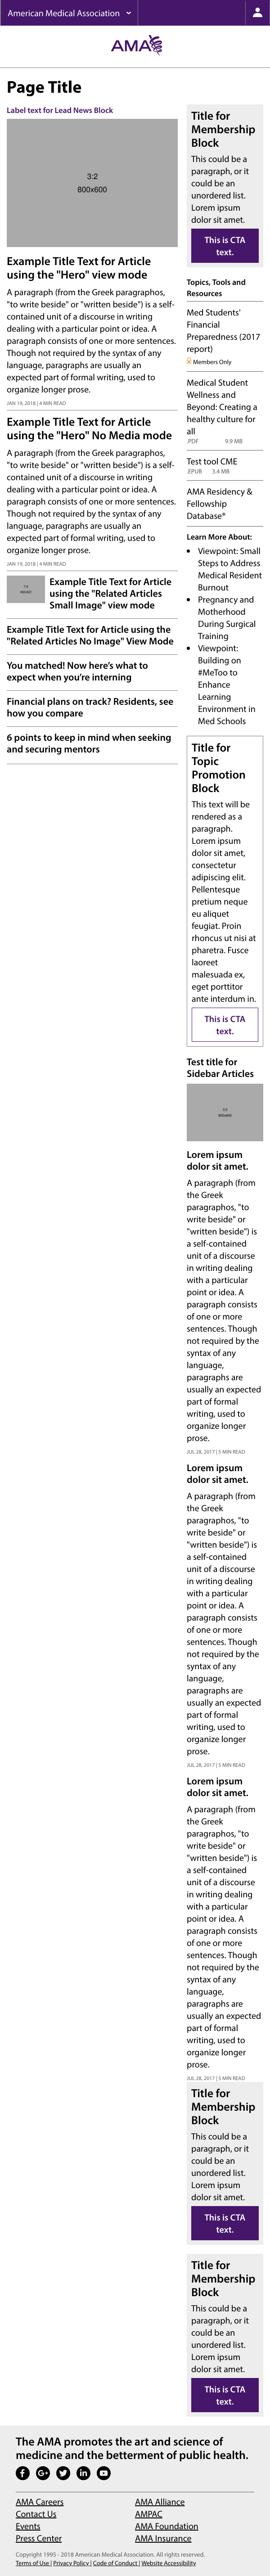 American Medical Association
AMA
Page Title
Label text for Lead News Block
3:2
800x600
Example Title Text for Article
using the "Hero" view mode
A paragraph (from the Greek paragraphos,
"to write beside" or "written beside") is a self-
contained unit of a discourse in writing
dealing with a particular point or idea. A
paragraph consists of one or more sentences.
Though not required by the syntax of any
language, paragraphs are usually an
expected part of formal writing, used to
organize longer prose.
JAN 19, 2018 | 4 MIN READ
Example Title Text for Article
using the "Hero" No Media mode
A paragraph (from the Greek paragraphos,
"to write beside" or "written beside") is a self-
contained unit of a discourse in writing
dealing with a particular point or idea. A
paragraph consists of one or more sentences.
Though not required by the syntax of any
language, paragraphs are usually an
expected part of formal writing, used to
organize longer prose.
JAN 19, 2018 | 4 MIN READ
Example Title Text for Article
using the "Related Articles
Small Image" view mode
Example Title Text for Article using the
"Related Articles No Image" View Mode
You matched! Now here's what to
expect when you're interning
Financial plans on track? Residents, see
how you compare
6 points to keep in mind when seeking
and securing mentors
Title for
Membership
Block
This could be a
paragraph, or it
could be an
unordered list.
Lorem ipsum
dolor sit amet.
This is CTA
text.
Topics, Tools and
Resources
Med Students'
Financial
Preparedness (2017
report)
Members Only
Medical Student
Wellness and
Beyond: Creating a
healthy culture for
all
.PDF 9.9 MB
Test tool CME
.EPUB 3.4 MB
AMA Residency &
Fellowship
Database®
Learn More About:
Viewpoint: Small
Steps to Address
Medical Resident
Burnout
Pregnancy and
Motherhood
During Surgical
Training
Viewpoint:
Building on
#MeToo to
Enhance
Learning
Environment in
Med Schools
Title for
Topic
Promotion
Block
This text will be
rendered as a
paragraph.
Lorem ipsum
dolor sit amet,
consectetur
adipiscing elit.
Pellentesque
pretium neque
eu aliquet
feugiat. Proin
rhoncus ut nisi at
pharetra. Fusce
laoreet
malesuada ex,
eget porttitor
ante interdum in.
This is CTA
text.
Test title for
Sidebar Articles
Lorem ipsum
dolor sit amet.
A paragraph (from
the Greek
paragraphos, "to
write beside" or
"written beside") is
a self-contained
unit of a discourse
in writing dealing
with a particular
point or idea. A
paragraph consists
of one or more
sentences. Though
not required by the
syntax of any
language,
paragraphs are
usually an expected
part of formal
writing, used to
organize longer
prose.
JUL 28, 2017 | 5 MIN READ
Lorem ipsum
dolor sit amet.
A paragraph (from
the Greek
paragraphos, "to
write beside" or
"written beside") is
a self-contained
unit of a discourse
in writing dealing
with a particular
point or idea. A
paragraph consists
of one or more
sentences. Though
not required by the
syntax of any
language,
paragraphs are
usually an expected
part of formal
writing, used to
organize longer
prose.
JUL 28, 2017 | 5 MIN READ
Lorem ipsum
dolor sit amet.
A paragraph (from
the Greek
paragraphos, "to
write beside" or
"written beside") is
a self-contained
unit of a discourse
in writing dealing
with a particular
point or idea. A
paragraph consists
of one or more
sentences. Though
not required by the
syntax of any
language,
paragraphs are
usually an expected
part of formal
writing, used to
organize longer
prose.
JUL 28, 2017 | 5 MIN READ
Title for
Membership
Block
This could be a
paragraph, or it
could be an
unordered list.
Lorem ipsum
dolor sit amet.
This is CTA
text.
Title for
Membership
Block
This could be a
paragraph, or it
could be an
unordered list.
Lorem ipsum
dolor sit amet.
This is CTA
text.
The AMA promotes the art and science of
medicine and the betterment of public health.
AMA Careers
Contact Us
Events
Press Center
AMA Alliance
AMPAC
AMA Foundation
AMA Insurance
Copyright 1995 - 2018 American Medical Association. All rights reserved.
Terms of Use | Privacy Policy | Code of Conduct | Website Accessibility